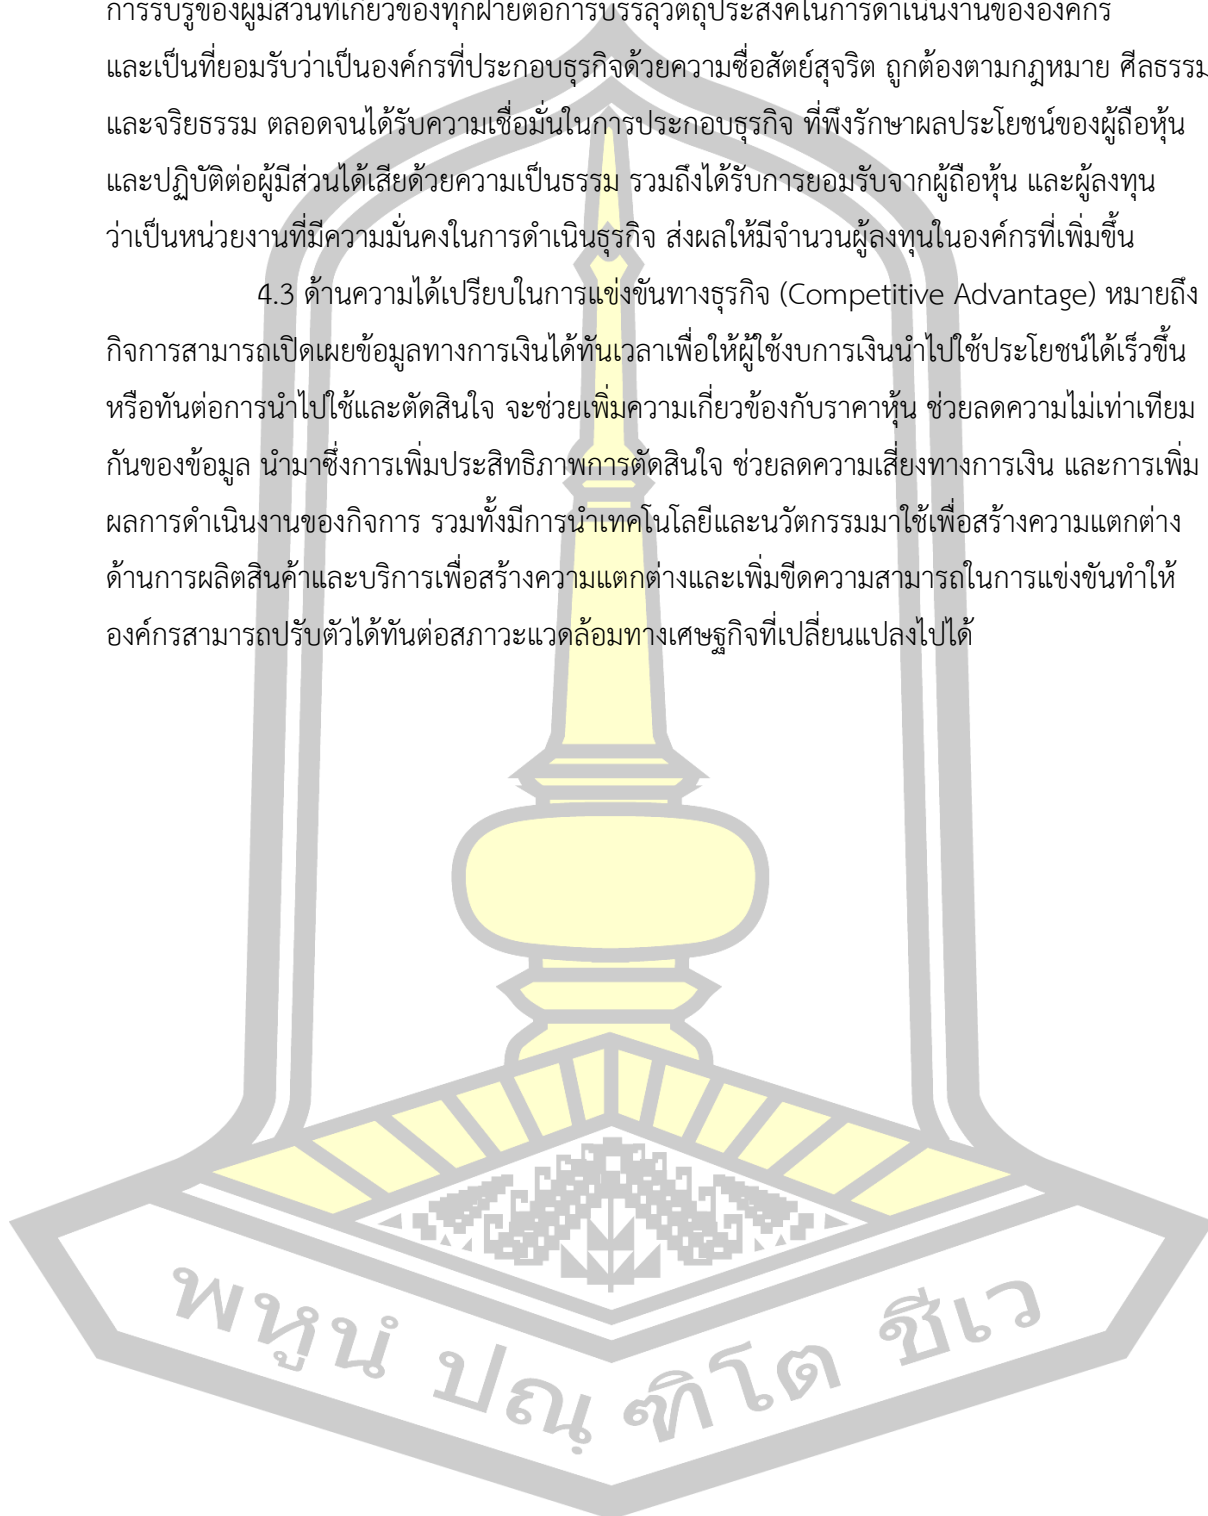 การรับรู้ของผู้มีส่วนที่เกี่ยวข้องทุกฝ่ายต่อการบรรลุวัตถุประสงค์ในการดำเนินงานขององค์กร
และเป็นที่ยอมรับว่าเป็นองค์กรที่ประกอบธุรกิจด้วยความซื่อสัตย์สุจริต ถูกต้องตามกฎหมาย ศีลธรรม
และจริยธรรม ตลอดจนได้รับความเชื่อมั่นในการประกอบธุรกิจ ที่พึงรักษาผลประโยชน์ของผู้ถือหุ้น
และปฏิบัติต่อผู้มีส่วนได้เสียด้วยความเป็นธรรม รวมถึงได้รับการยอมรับจากผู้ถือหุ้น และผู้ลงทุน
ว่าเป็นหน่วยงานที่มีความมั่นคงในการดำเนินธุรกิจ ส่งผลให้มีจำนวนผู้ลงทุนในองค์กรที่เพิ่มขึ้น
4.3 ด้านความได้เปรียบในการแข่งขันทางธุรกิจ (Competitive Advantage) หมายถึง
กิจการสามารถเปิดเผยข้อมูลทางการเงินได้ทันเวลาเพื่อให้ผู้ใช้งบการเงินนำไปใช้ประโยชน์ได้เร็วขึ้น
หรือทันต่อการนำไปใช้และตัดสินใจ จะช่วยเพิ่มความเกี่ยวข้องกับราคาหุ้น ช่วยลดความไม่เท่าเทียม
กันของข้อมูล นำมาซึ่งการเพิ่มประสิทธิภาพการตัดสินใจ ช่วยลดความเสี่ยงทางการเงิน และการเพิ่ม
ผลการดำเนินงานของกิจการ รวมทั้งมีการนำเทคโนโลยีและนวัตกรรมมาใช้เพื่อสร้างความแตกต่าง
ด้านการผลิตสินค้าและบริการเพื่อสร้างความแตกต่างและเพิ่มขีดความสามารถในการแข่งขันทำให้
องค์กรสามารถปรับตัวได้ทันต่อสภาวะแวดล้อมทางเศรษฐกิจที่เปลี่ยนแปลงไปได้
พหูนํ ปณฺฑิโต ชีเว